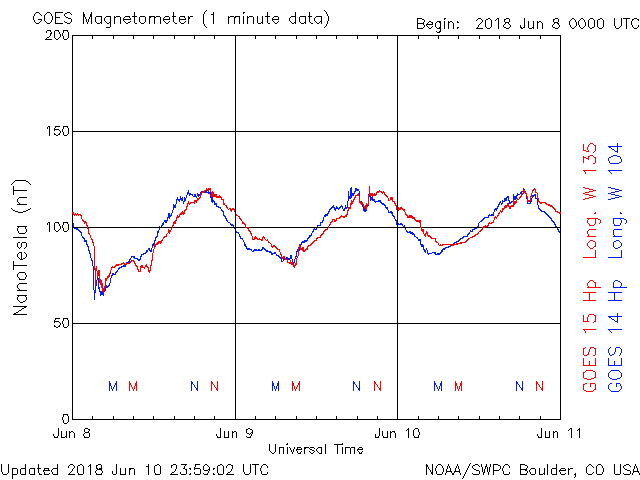 GOES Magnetometer (1 minute data)
Begin: 2018 Jun 8 0000 UTC
200
150
100
50
0
NanoTesla (nT)
M M N N M M N N M M N N
Jun 8 Jun 9 Jun 10 Jun 11
Universal Time
GOES 15 Hp Long. W 135
GOES 14 Hp Long. W 104
Updated 2018 Jun 10 23:59:02 UTC
NOAA/SWPC Boulder, CO USA